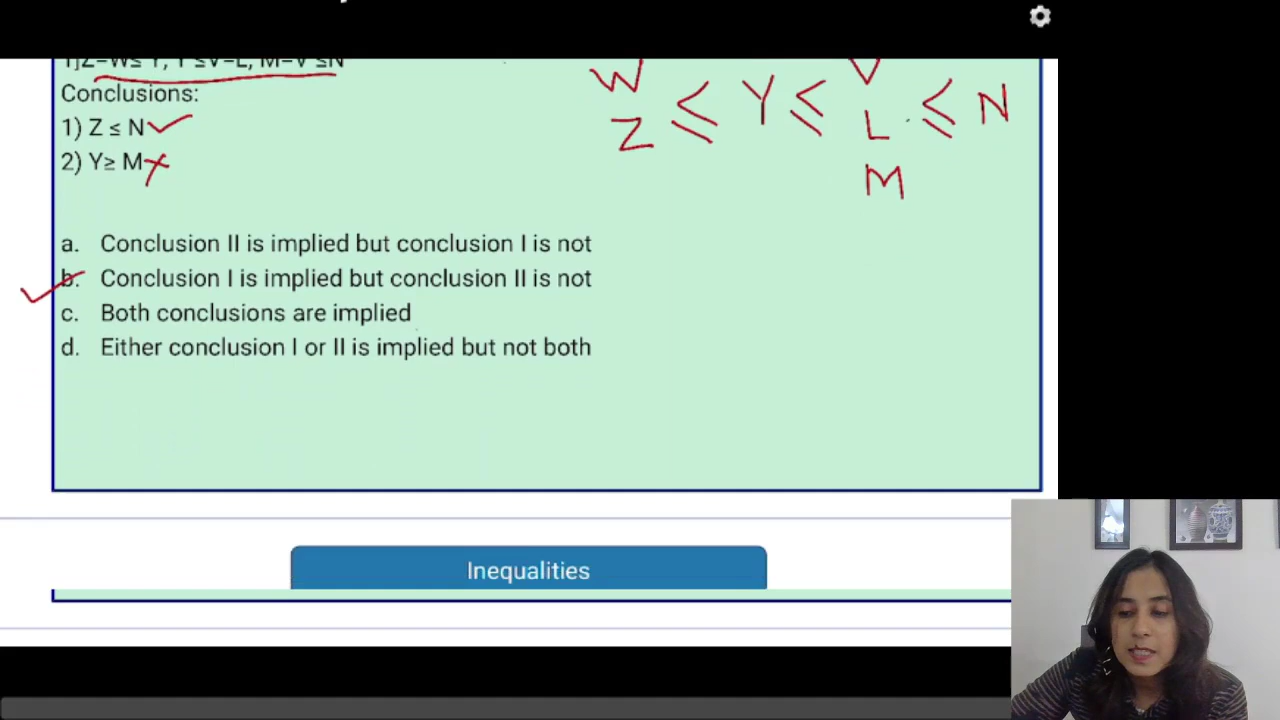 1)Z=W≤ Y, Y ≤V=L, M=V ≤N
Conclusions:
1) Z ≤ N
2) Y≥ M
W
Z ≤ Y ≤ V
L ≤ N
M
a. Conclusion II is implied but conclusion I is not
b. Conclusion I is implied but conclusion II is not
c. Both conclusions are implied
d. Either conclusion I or II is implied but not both
Inequalities